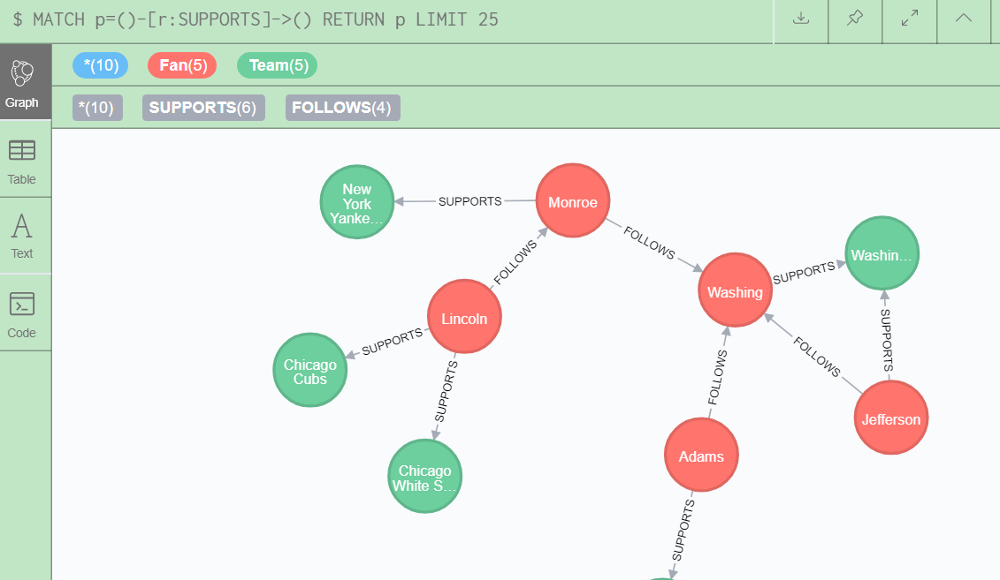 $ MATCH p=()-[r:SUPPORTS]->() RETURN p LIMIT 25
Graph
Table
Text
Code
*(10)
Fan(5)
Team(5)
*(10)
SUPPORTS(6)
FOLLOWS(4)
New
York
Yanke...
SUPPORTS
Monroe
FOLLOWS
FOLLOWS
Washing
SUPPORTS
Washin...
Lincoln
SUPPORTS
Chicago
Cubs
SUPPORTS
Chicago
White S...
FOLLOWS
FOLLOWS
SUPPORTS
Jefferson
Adams
SUPPORTS
A